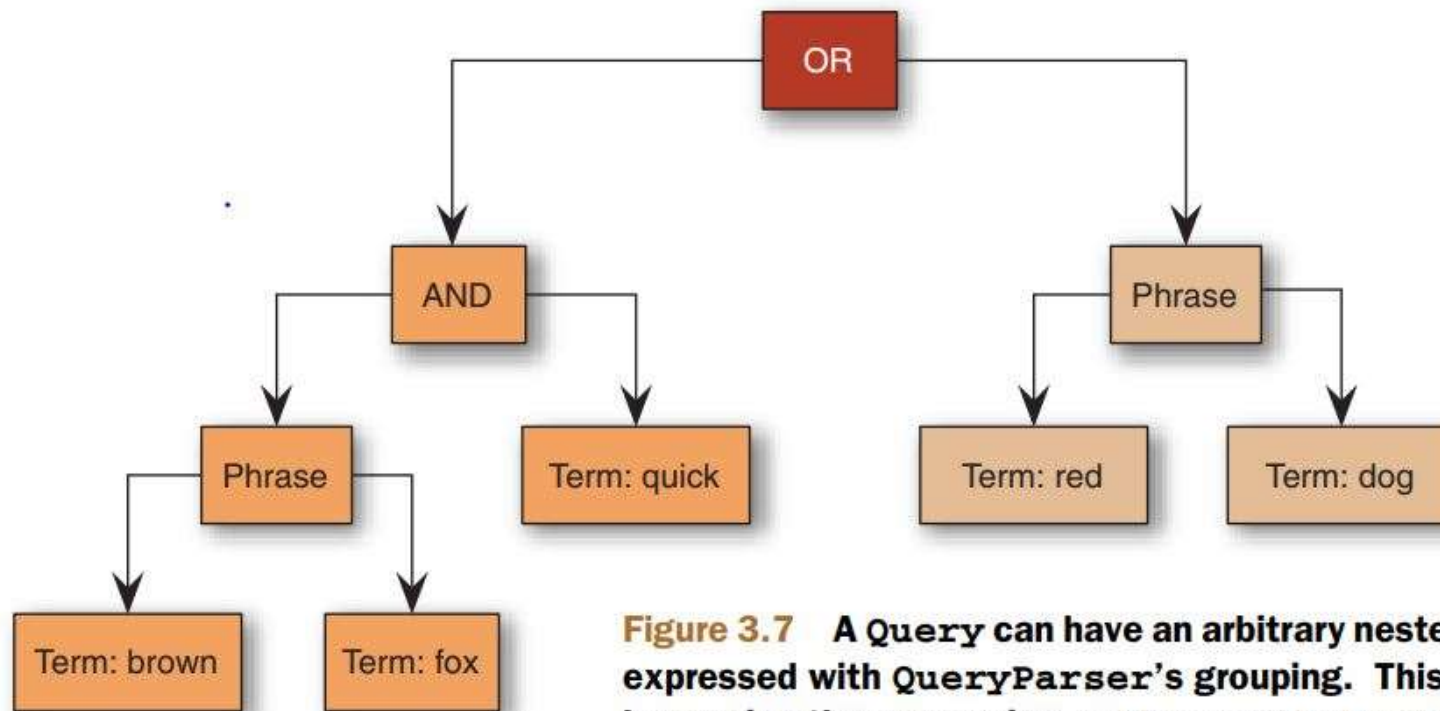 OR
AND
Phrase
Phrase
Term: quick
Term: red
Term: dog
Term: brown
Term: fox
Figure 3.7 A Query can have an arbitrary neste
expressed with QueryParser's grouping. This